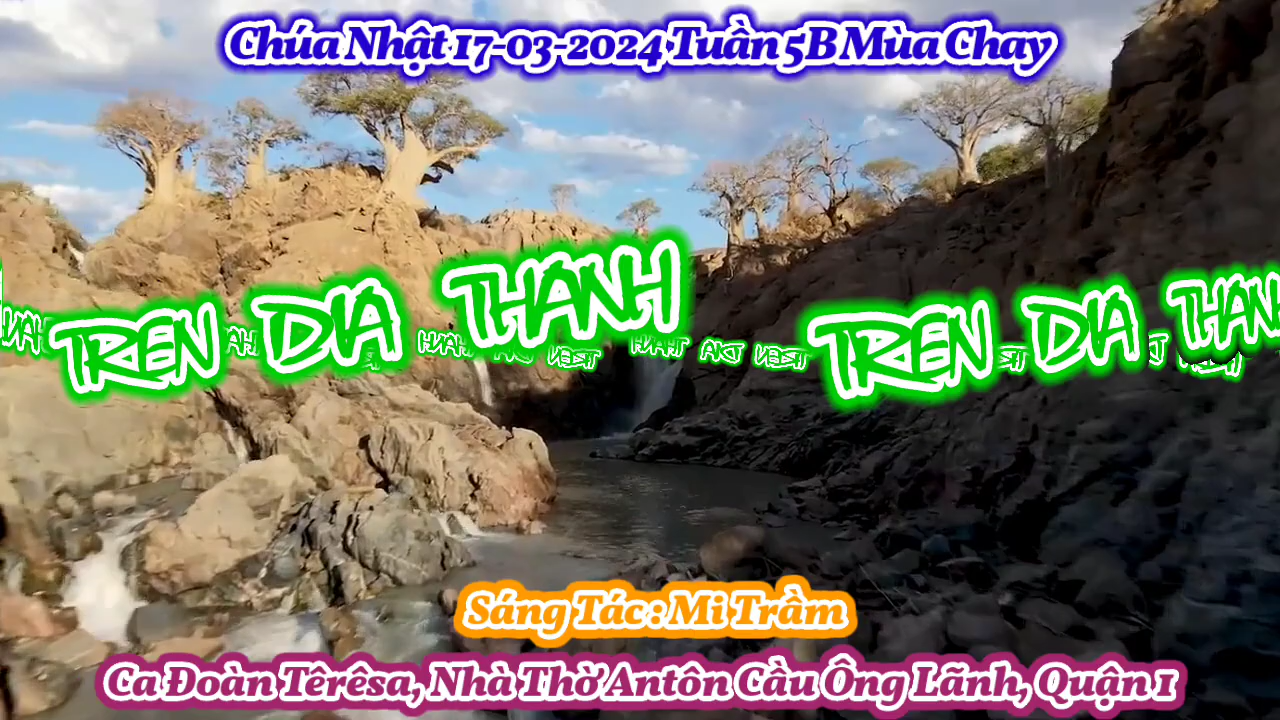 Chúa Nhật 17-03-2024 Tuần 5B Mùa Chay
TREN DIA THANH TREN DIA THAN
Sáng Tác : Mi Trầm
Ca Đoàn Têrêsa, Nhà Thờ Antôn Cầu Ông Lãnh, Quận 1